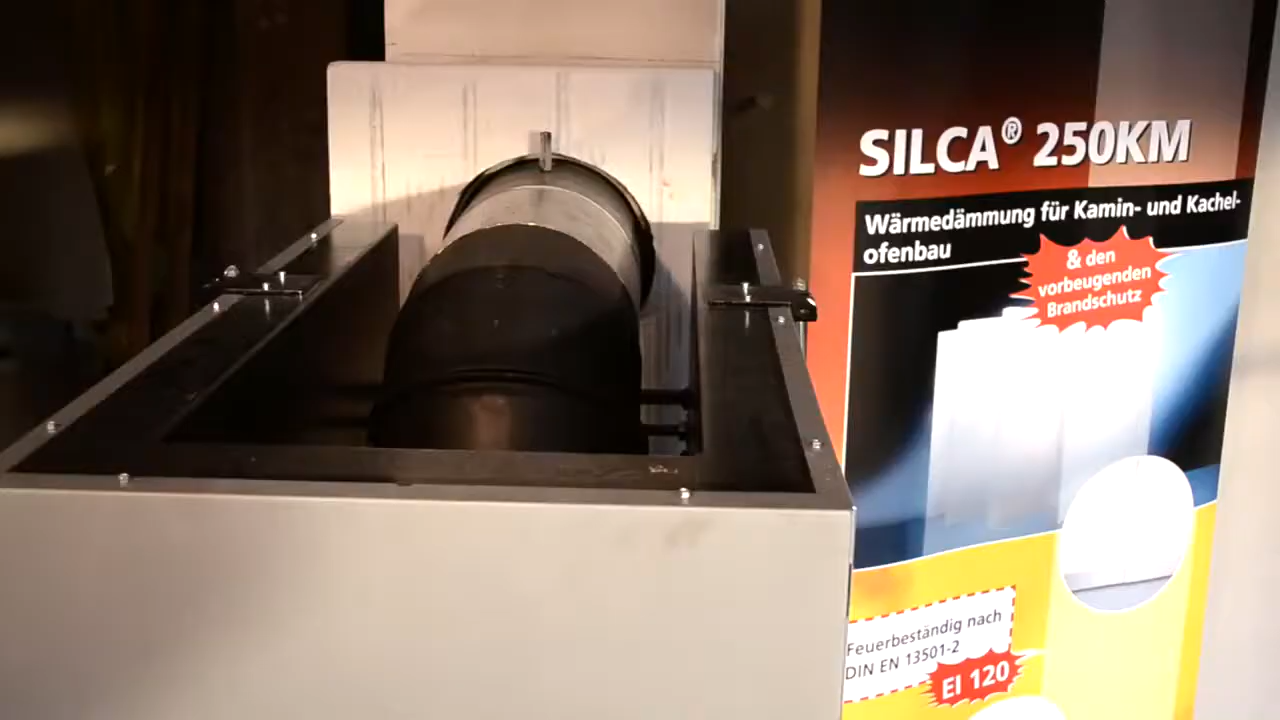 SILCA® 250KM
Wärmedämmung für Kamin- und Kachel-
ofenbau
& den
vorbeugenden
Brandschutz
Feuerbeständig nach
DIN EN 13501-2
EI 120